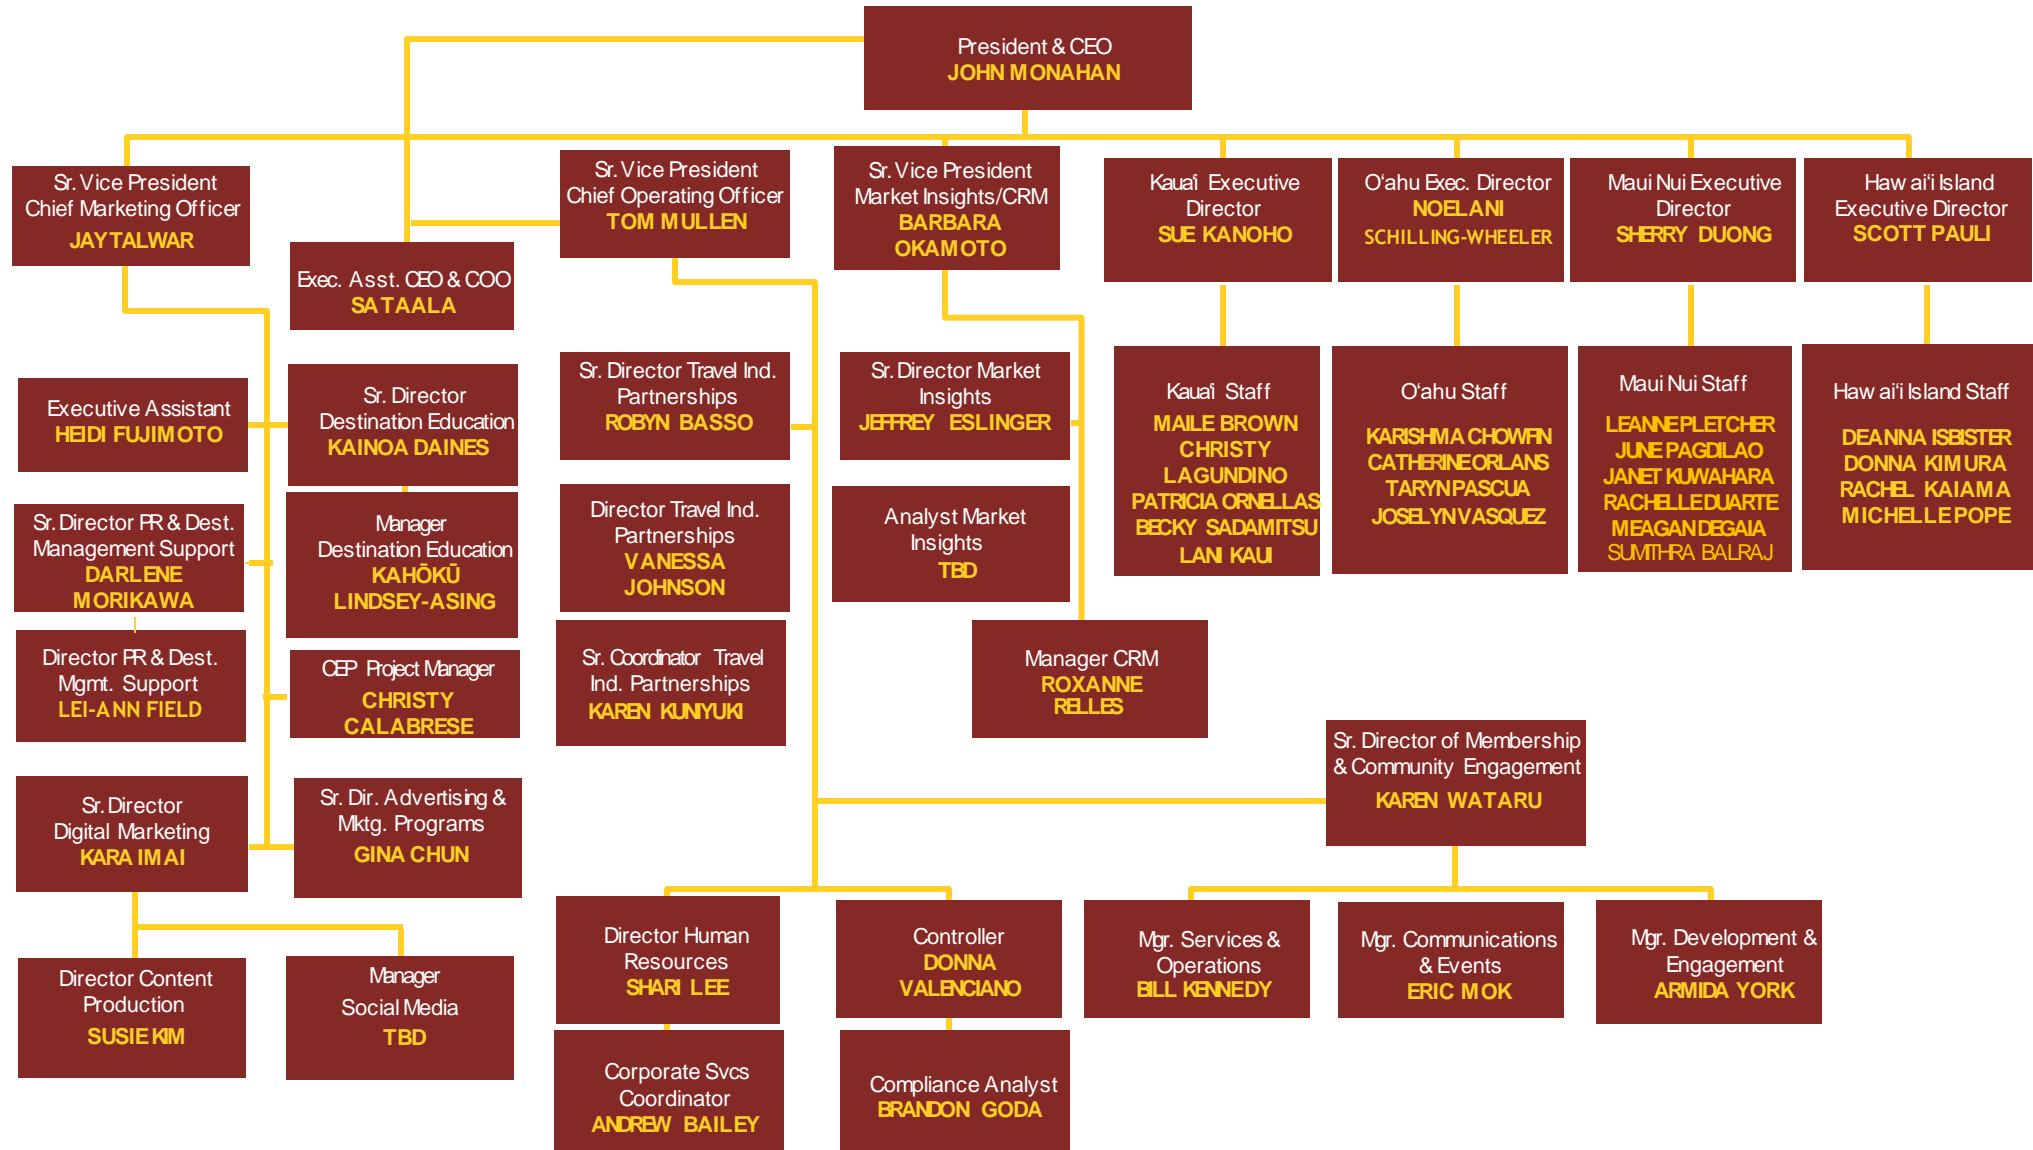 President & CEO
JOHN MONAHAN
Sr. Vice President
Chief Marketing Officer
JAY TALWAR
Exec. Asst. CEO & COO
SATAALA
Sr. Vice President
Chief Operating Officer
TOM MULLEN
Sr. Vice President
Market Insights/CRM
BARBARA
OKAMOTO
Kaua‘i Executive
Director
SUE KANOHO
O‘ahu Exec. Director
NOELANI
SCHILLING-WHEELER
Maui Nui Executive
Director
SHERRY DUONG
Hawai‘i Island
Executive Director
SCOTT PAULI
Executive Assistant
HEIDI FUJIMOTO
Sr. Director
Destination Education
KAINOA DAINES
Sr. Director Travel Ind.
Partnerships
ROBYN BASSO
Sr. Director Market
Insights
JEFFREY ESLINGER
Kaua‘i Staff
MAILE BROWN
CHRISTY
LAGUNDINO
PATRICIA ORNELLAS
BECKY SADAMITSU
LANI KAUI
O‘ahu Staff
KARISHMA CHOWFIN
CATHERINE ORLANS
TARYN PASCUA
JOSELYN VASQUEZ
Maui Nui Staff
LEANNE PLETCHER
JUNE PAGDILAO
JANET KUWAHARA
RACHELLE DUARTE
MEAGAN DEGAIA
SUMITHRA BALRAJ
Hawai‘i Island Staff
DEANNA ISBISTER
DONNA KIMURA
RACHEL KAIAMA
MICHELLE POPE
Sr. Director PR & Dest.
Management Support
DARLENE
MORIKAWA
Manager
Destination Education
KAHŌKŪ
LINDSEY-ASING
Director Travel Ind.
Partnerships
VANESSA
JOHNSON
Analyst Market
Insights
TBD
Director PR & Dest.
Mgmt. Support
LEI-ANN FIELD
CEP Project Manager
CHRISTY
CALABRESE
Sr. Coordinator Travel
Ind. Partnerships
KAREN KUNIYUKI
Manager CRM
ROXANNE
RELLES
Sr. Director of Membership
& Community Engagement
KAREN WATARU
Sr. Director
Digital Marketing
KARA IMAI
Sr. Dir. Advertising &
Mktg. Programs
GINA CHUN
Director Human
Resources
SHARI LEE
Controller
DONNA
VALENCIANO
Mgr. Services &
Operations
BILL KENNEDY
Mgr. Communications
& Events
ERIC MOK
Mgr. Development &
Engagement
ARMIDA YORK
Director Content
Production
SUSIE KIM
Manager
Social Media
TBD
Corporate Svcs
Coordinator
ANDREW BAILEY
Compliance Analyst
BRANDON GODA